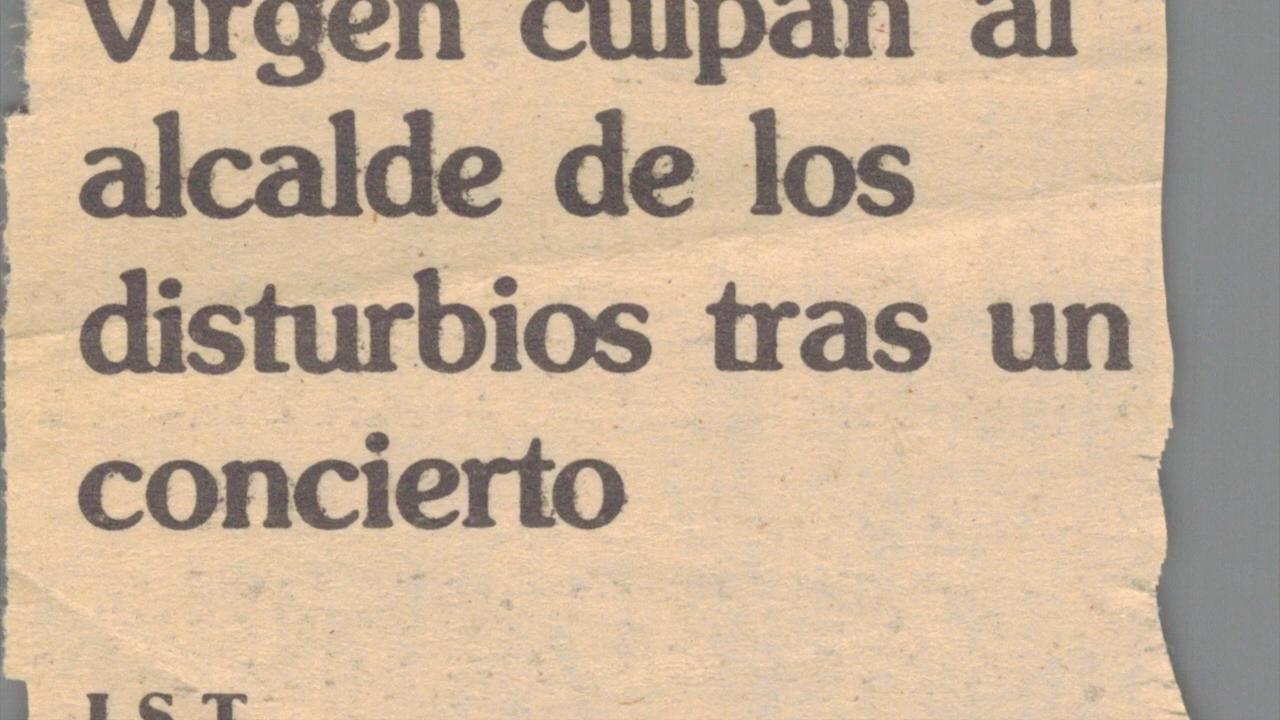 Virgen culpan al
alcalde de los
disturbios tras un
concierto
J. S. T.